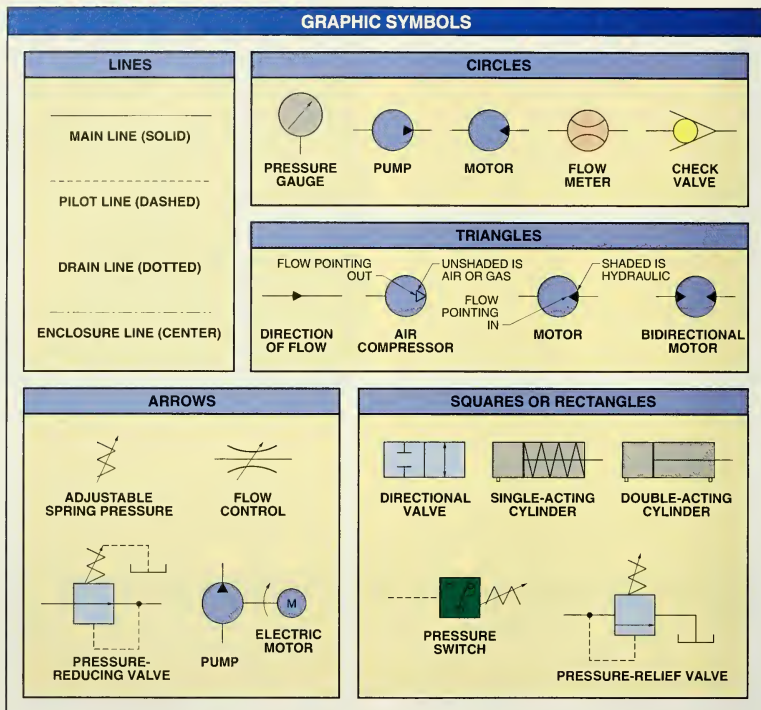 GRAPHIC SYMBOLS
LINES
MAIN LINE (SOLID)
PILOT LINE (DASHED)
DRAIN LINE (DOTTED)
ENCLOSURE LINE (CENTER)
CIRCLES
PRESSURE
GAUGE
PUMP
MOTOR
FLOW
METER
CHECK
VALVE
TRIANGLES
FLOW POINTING
OUT
UNSHADED IS
AIR OR GAS
FLOW
POINTING
IN
SHADED IS
HYDRAULIC
DIRECTION
OF FLOW
AIR
COMPRESSOR
MOTOR
BIDIRECTIONAL
MOTOR
ARROWS
ADJUSTABLE
SPRING PRESSURE
FLOW
CONTROL
PRESSURE-
REDUCING VALVE
PUMP
M
ELECTRIC
MOTOR
SQUARES OR RECTANGLES
DIRECTIONAL
VALVE
SINGLE-ACTING
CYLINDER
DOUBLE-ACTING
CYLINDER
PRESSURE
SWITCH
PRESSURE-RELIEF VALVE